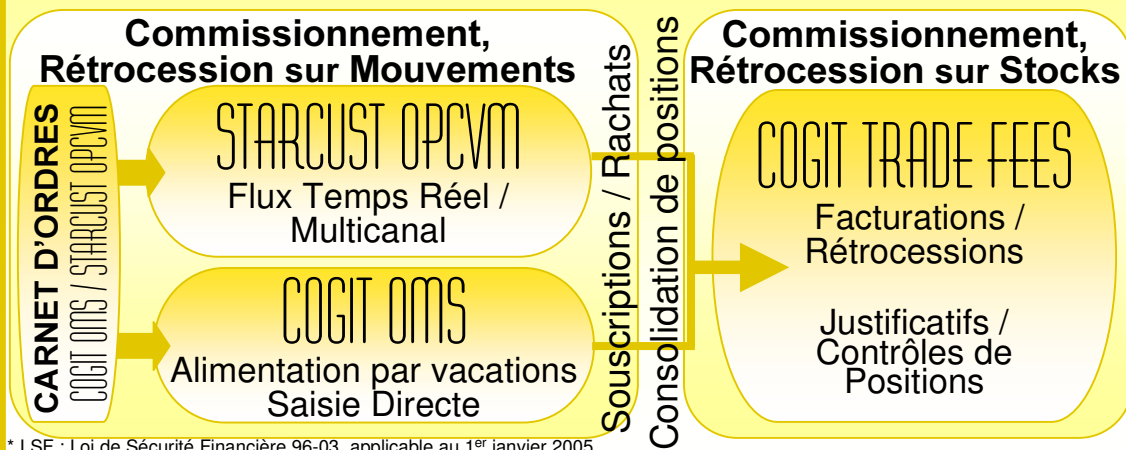 Commissionnement,
Rétrocession sur Mouvements
CARNET D'ORDRES
COGIT OMS / STARCUST OPCVM
STARCUST OPCVM
Flux Temps Réel /
Multicanal
COGIT OMS
Alimentation par vacations
Saisie Directe
Souscriptions / Rachats
Consolidation de positions
Commissionnement,
Rétrocession sur Stocks
COGIT TRADE FEES
Facturations /
Rétrocessions
Justificatifs /
Contrôles de
Positions
* LSF : Loi de Sécurité Financière 96-03, applicable au 1er janvier 2005